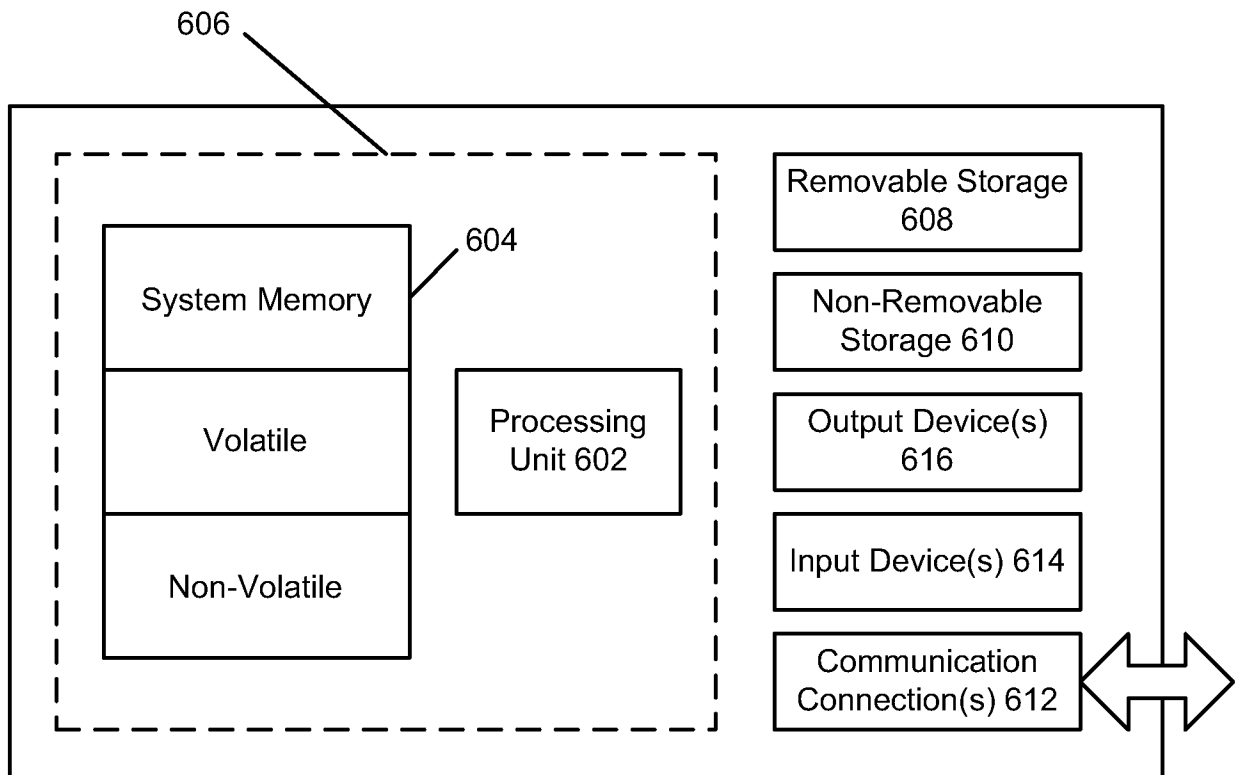 606
604
System Memory
Volatile
Non-Volatile
Processing
Unit 602
Removable Storage
608
Non-Removable
Storage 610
Output Device(s)
616
Input Device(s) 614
Communication
Connection(s) 612